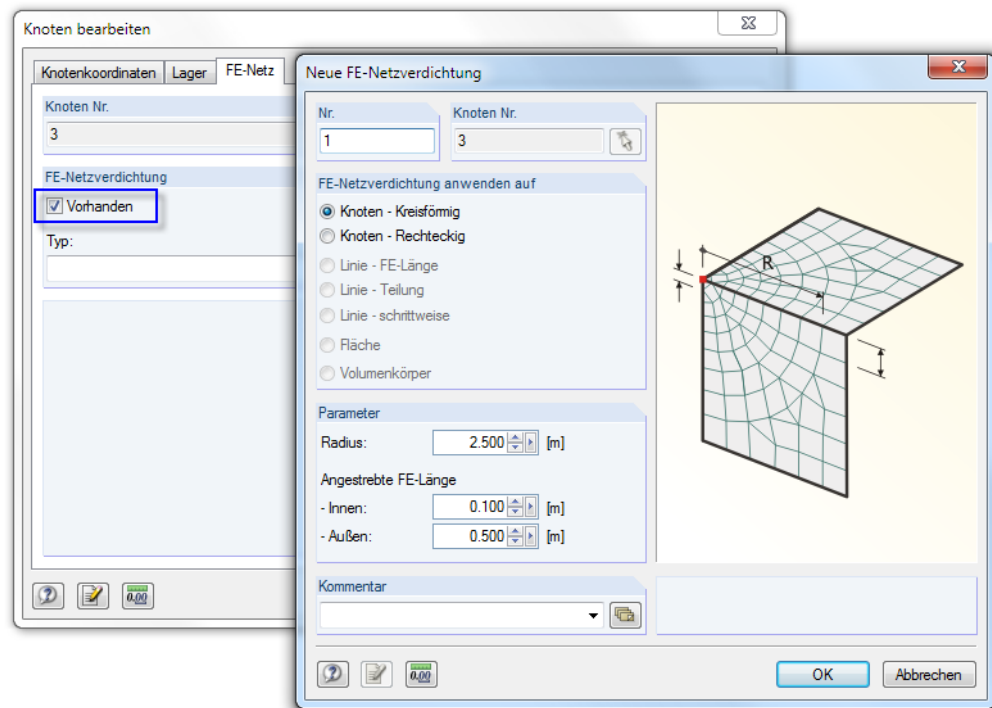 Knoten bearbeiten
Knotenkoordinaten Lager FE-Netz
Knoten Nr.
3
FE-Netzverdichtung
Vorhanden
Typ:
Neue FE-Netzverdichtung
Nr. Knoten Nr.
1 3
FE-Netzverdichtung anwenden auf
Knoten - Kreisförmig
Knoten - Rechteckig
Linie - FE-Länge
Linie - Teilung
Linie - schrittweise
Fläche
Volumenkörper
Parameter
Radius: 2.500 [m]
Angestrebte FE-Länge
- Innen: 0.100 [m]
- Außen: 0.500 [m]
Kommentar
R
0.00
0.00
OK Abbrechen